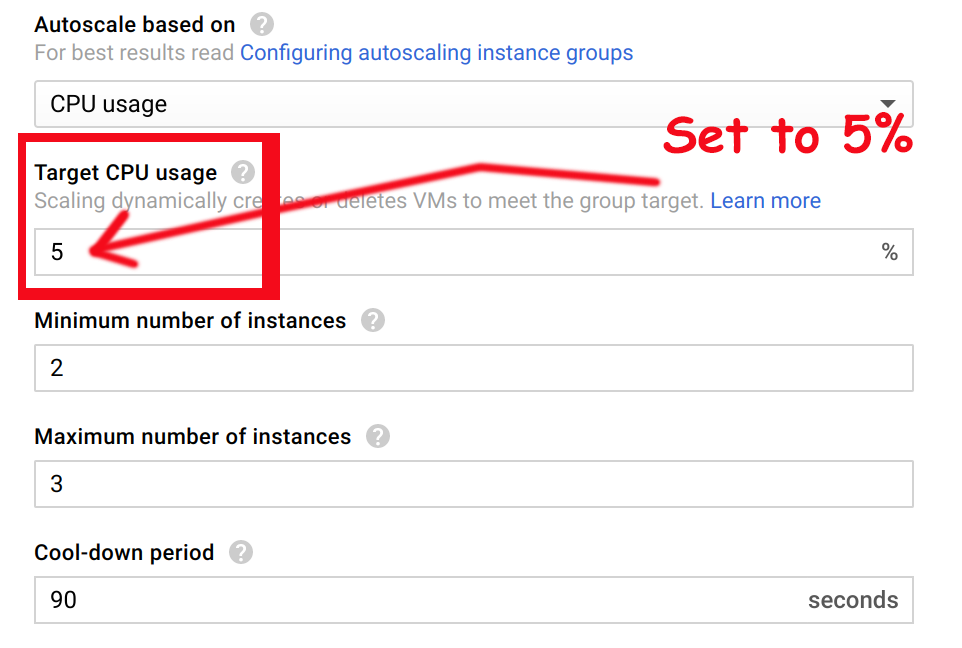 Autoscale based on ?
For best results read Configuring autoscaling instance groups
CPU usage
Set to 5%
Target CPU usage ?
Scaling dynamically creates or deletes VMs to meet the group target. Learn more
5 %
Minimum number of instances ?
2
Maximum number of instances ?
3
Cool-down period ?
90 seconds